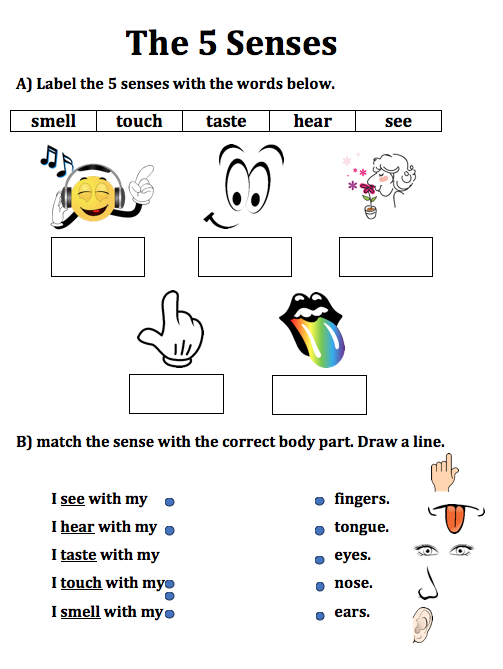 The 5 Senses
A) Label the 5 senses with the words below.
smell touch taste hear see
B) match the sense with the correct body part. Draw a line.
I see with my fingers.
I hear with my tongue.
I taste with my eyes.
I touch with my nose.
I smell with my ears.